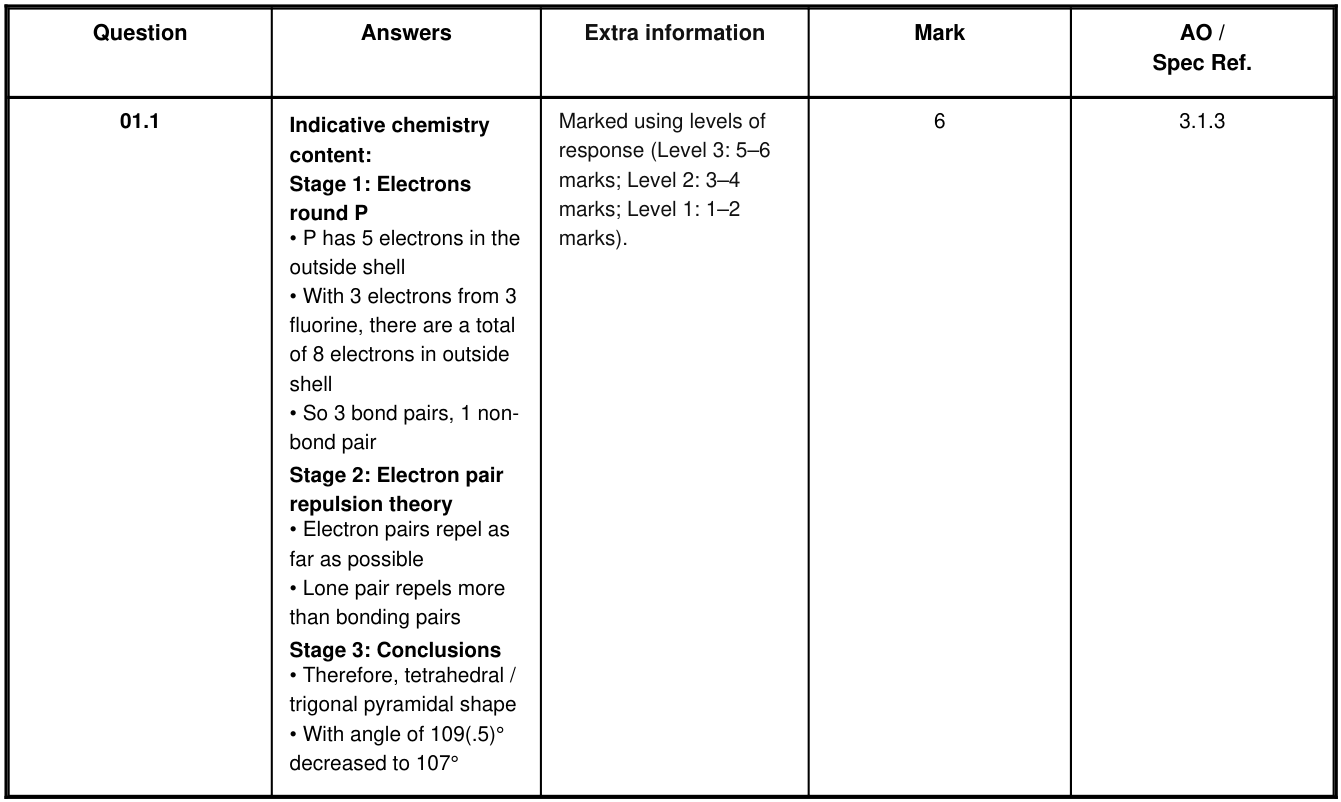 Question
Answers
Extra information
Mark
AO /
Spec Ref.
01.1
Indicative chemistry
content:
Stage 1: Electrons
round P
• P has 5 electrons in the
outside shell
• With 3 electrons from 3
fluorine, there are a total
of 8 electrons in outside
shell
• So 3 bond pairs, 1 non-
bond pair
Stage 2: Electron pair
repulsion theory
• Electron pairs repel as
far as possible
• Lone pair repels more
than bonding pairs
Stage 3: Conclusions
• Therefore, tetrahedral /
trigonal pyramidal shape
• With angle of 109(.5)°
decreased to 107°
Marked using levels of
response (Level 3: 5–6
marks; Level 2: 3–4
marks; Level 1: 1–2
marks).
6
3.1.3